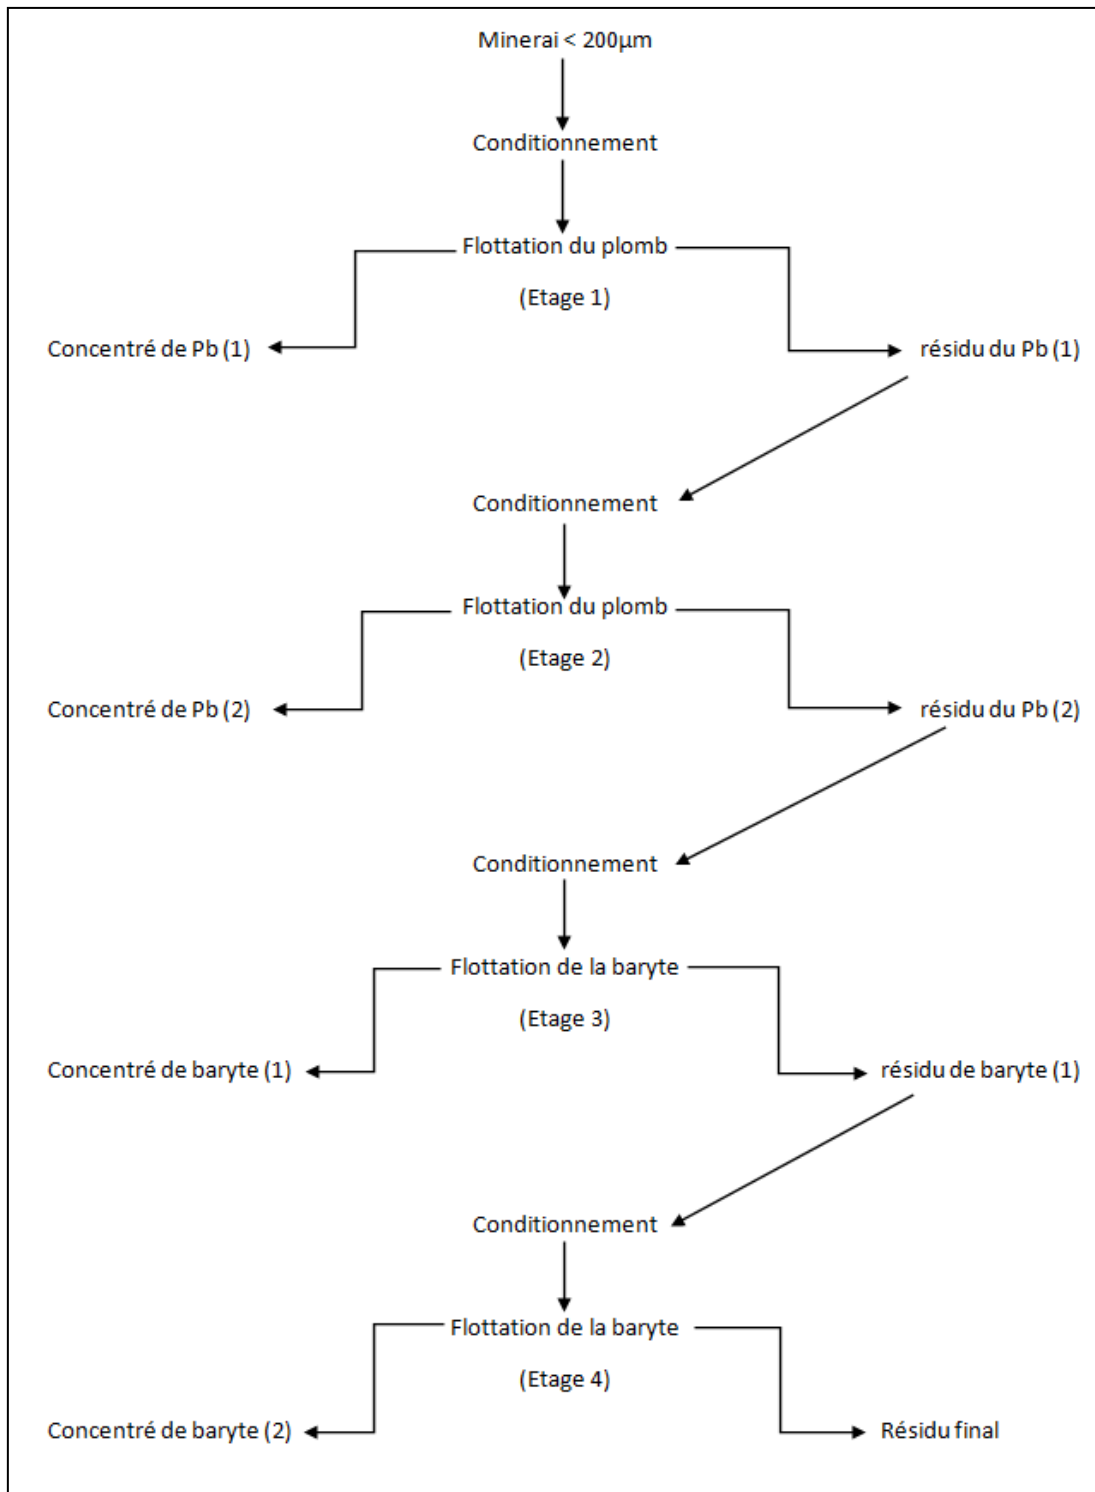 Minerai < 200µm
Conditionnement
Flottation du plomb
(Etage 1)
Concentré de Pb (1)
résidu du Pb (1)
Conditionnement
Flottation du plomb
(Etage 2)
Concentré de Pb (2)
résidu du Pb (2)
Conditionnement
Flottation de la baryte
(Etage 3)
Concentré de baryte (1)
résidu de baryte (1)
Conditionnement
Flottation de la baryte
(Etage 4)
Concentré de baryte (2)
Résidu final